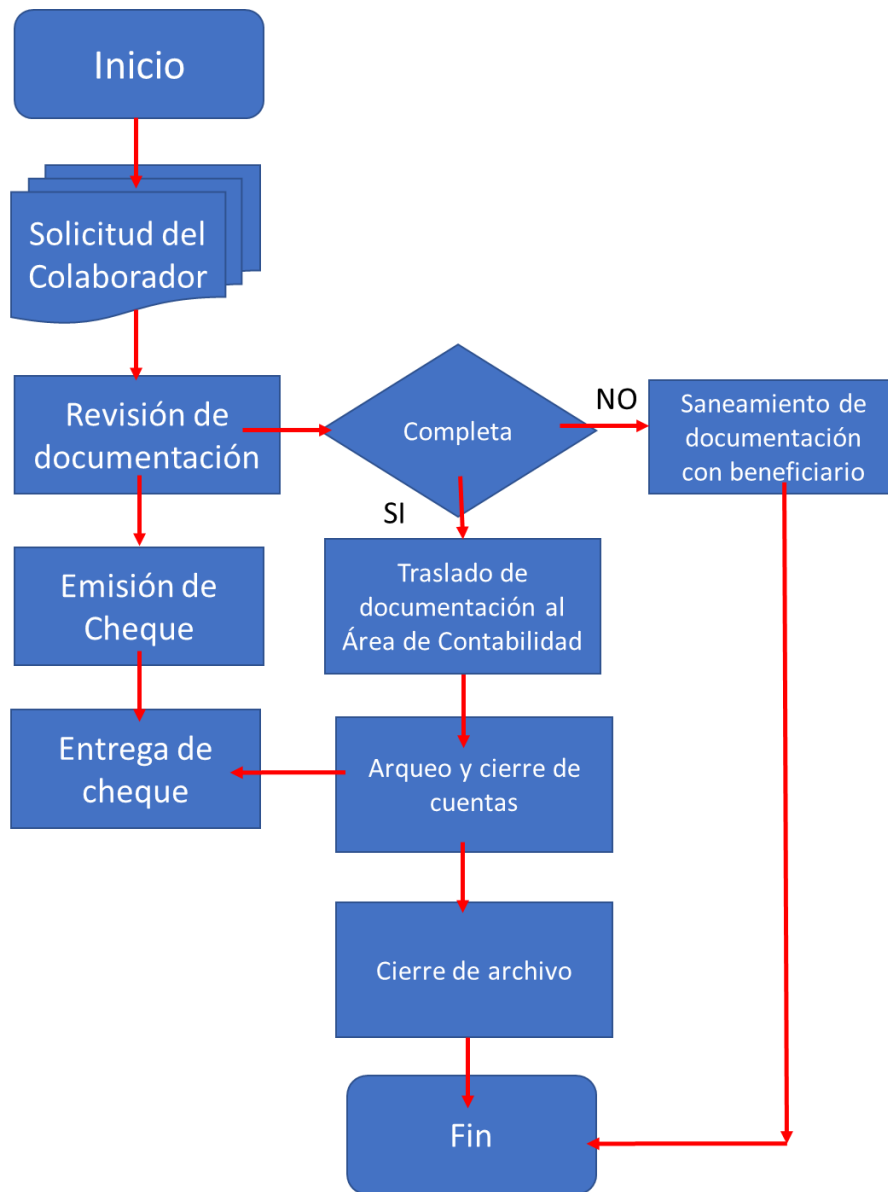 Inicio
Solicitud del
Colaborador
Revisión de
documentación
Completa
NO
Saneamiento de
documentación
con beneficiario
SI
Emisión de
Cheque
Traslado de
documentación al
Área de Contabilidad
Entrega de
cheque
Arqueo y cierre de
cuentas
Cierre de archivo
Fin